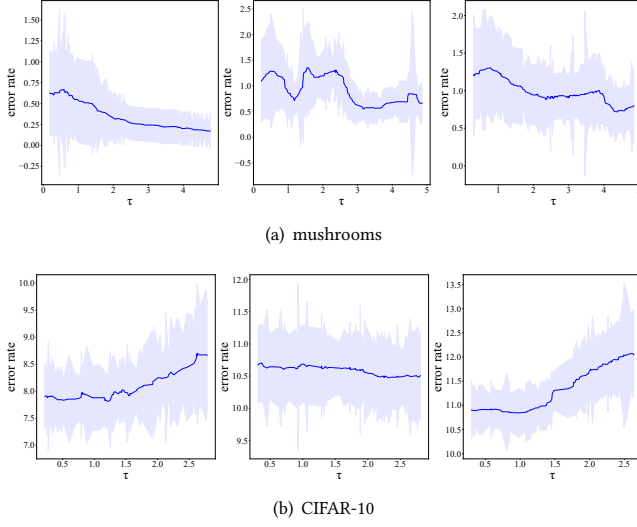 error rate
1.50
1.25
1.00
0.75
0.50
0.25
0.00
−0.25
0 1 2 3 4
τ
error rate
2.5
2.0
1.5
1.0
0.5
0.0
−0.5
0 1 2 3 4 5
τ
error rate
2.0
1.5
1.0
0.5
0.0
1 2 3 4
τ
(a) mushrooms
error rate
10.0
9.5
9.0
8.5
8.0
7.5
7.0
0.5 1.0 1.5 2.0 2.5
τ
error rate
12.0
11.5
11.0
10.5
10.0
9.5
0.5 1.0 1.5 2.0 2.5
τ
error rate
13.5
13.0
12.5
12.0
11.5
11.0
10.5
10.0
0.5 1.0 1.5 2.0 2.5
τ
(b) CIFAR-10